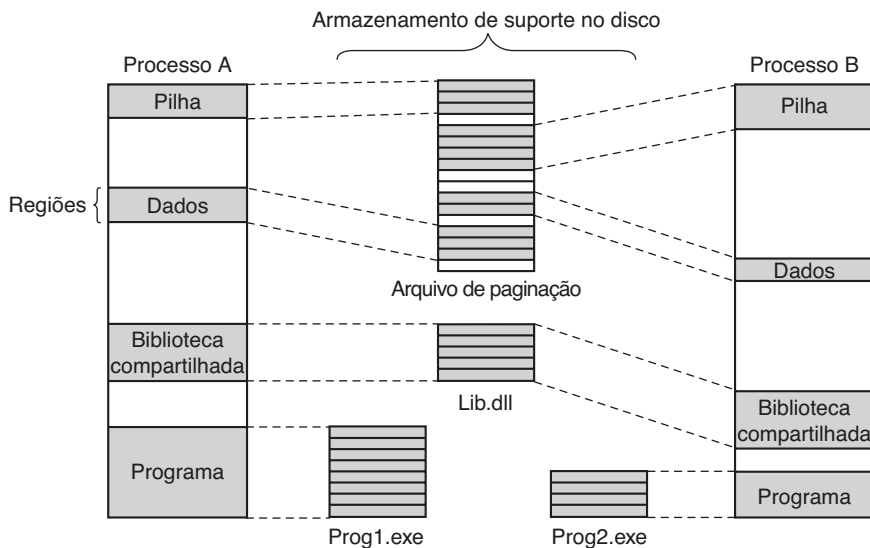 Armazenamento de suporte no disco
Processo A
Processo B
Pilha
Pilha
Regiões
Dados
Dados
Arquivo de paginação
Biblioteca
compartilhada
Lib.dll
Biblioteca
compartilhada
Programa
Programa
Prog1.exe
Prog2.exe